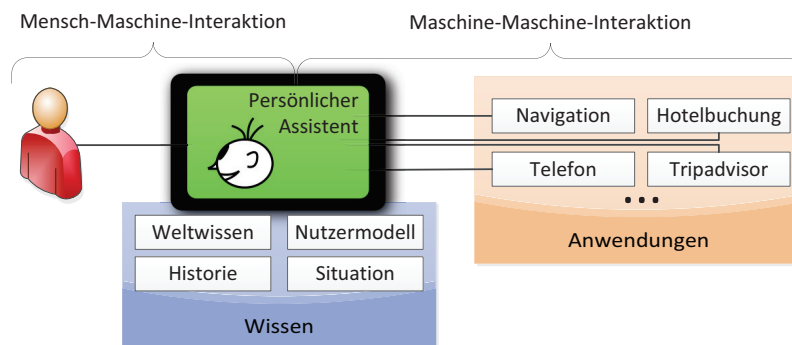 Mensch-Maschine-Interaktion
Maschine-Maschine-Interaktion
Persönlicher
Assistent
Navigation
Hotelbuchung
Telefon
Tripadvisor
...
Anwendungen
Weltwissen
Nutzermodell
Historie
Situation
Wissen